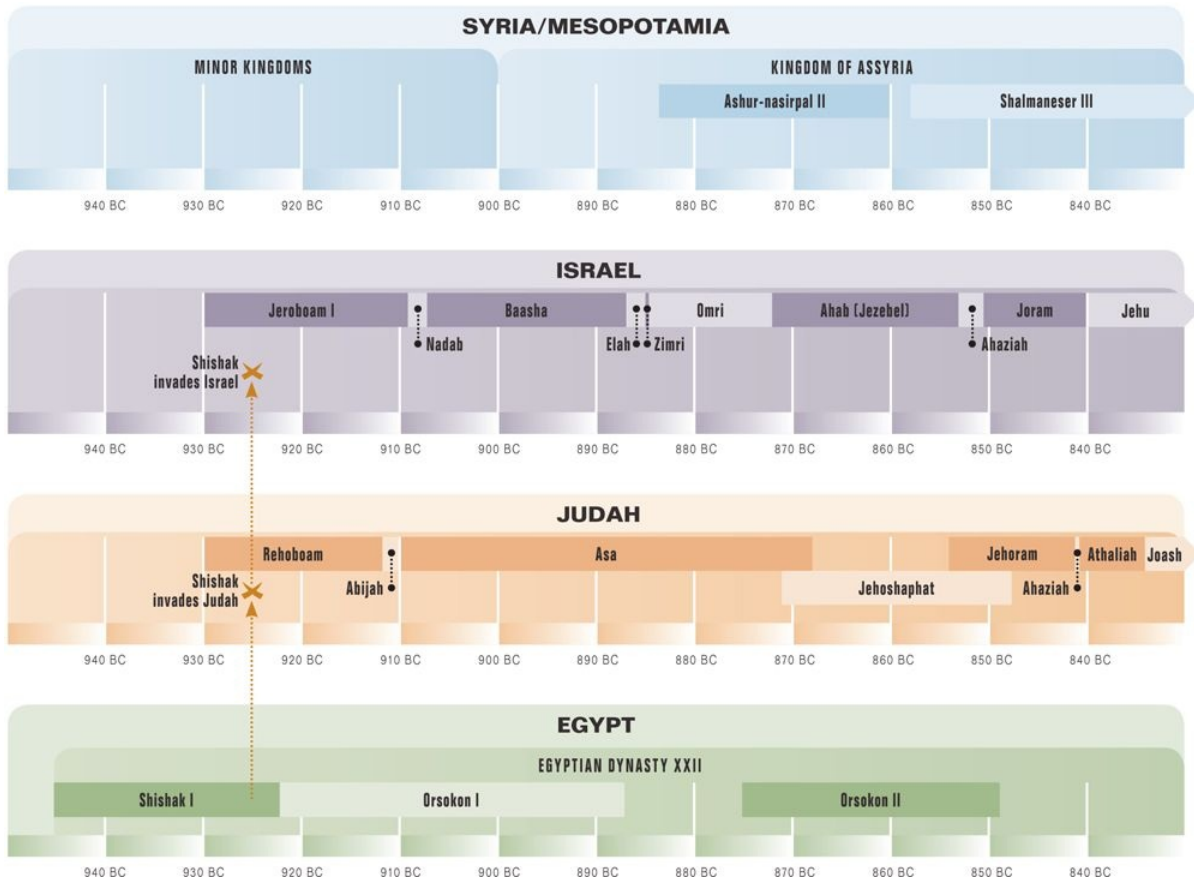 SYRIA/MESOPOTAMIA
MINOR KINGDOMS
KINGDOM OF ASSYRIA
Ashur-nasirpal II
Shalmaneser III
940 BC
930 BC
920 BC
910 BC
900 BC
890 BC
880 BC
870 BC
860 BC
850 BC
840 BC
ISRAEL
Jeroboam I
Baasha
Omri
Ahab (Jezebel)
Joram
Jehu
Nadab
Elah
Zimri
Ahaziah
Shishak
invades Israel
940 BC
930 BC
920 BC
910 BC
900 BC
890 BC
880 BC
870 BC
860 BC
850 BC
840 BC
JUDAH
Rehoboam
Asa
Jehoram
Athaliah
Joash
Shishak
invades Judah
Abijah
Jehoshaphat
Ahaziah
940 BC
930 BC
920 BC
910 BC
900 BC
890 BC
880 BC
870 BC
860 BC
850 BC
840 BC
EGYPT
EGYPTIAN DYNASTY XXII
Shishak I
Orsokon I
Orsokon II
940 BC
930 BC
920 BC
910 BC
900 BC
890 BC
880 BC
870 BC
860 BC
850 BC
840 BC